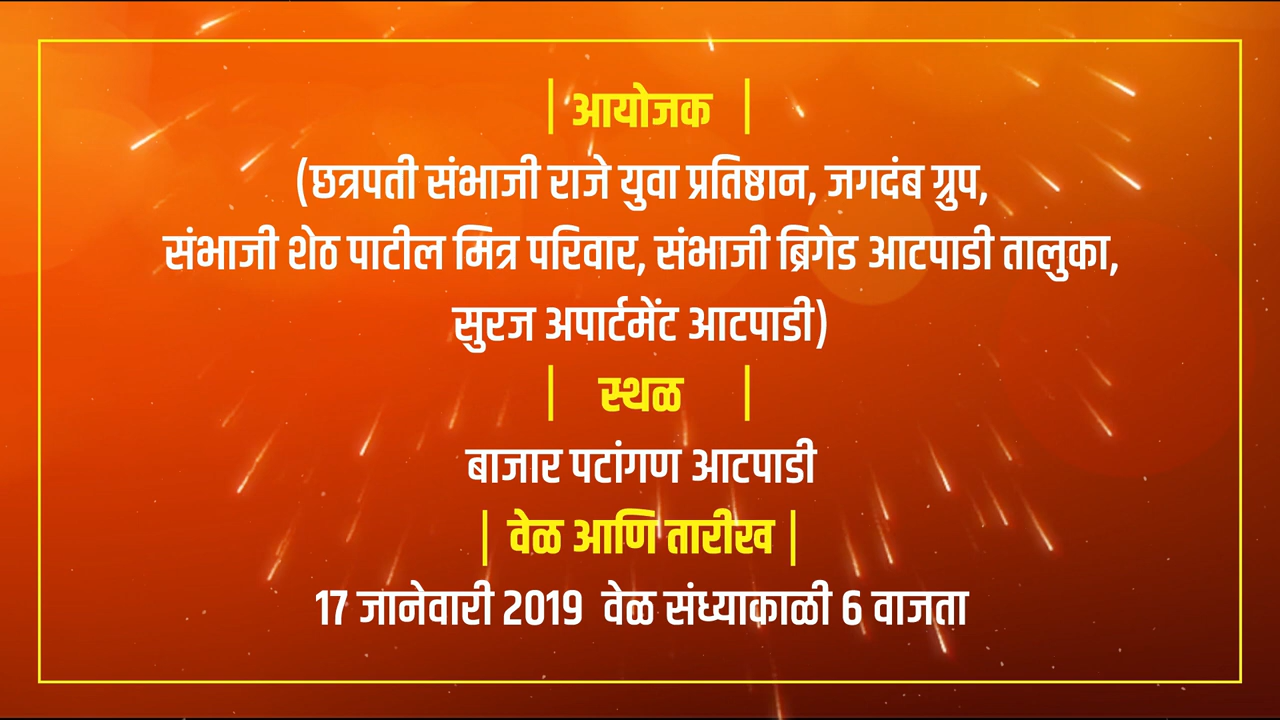 | आयोजक |
(छत्रपती संभाजी राजे युवा प्रतिष्ठान, जगदंब ग्रुप,
संभाजी शेठ पाटील मित्र परिवार, संभाजी ब्रिगेड आटपाडी तालुका,
सुरज अपार्टमेंट आटपाडी)
| स्थळ |
बाजार पटांगण आटपाडी
| वेळ आणि तारीख |
17 जानेवारी 2019 वेळ संध्याकाळी 6 वाजता